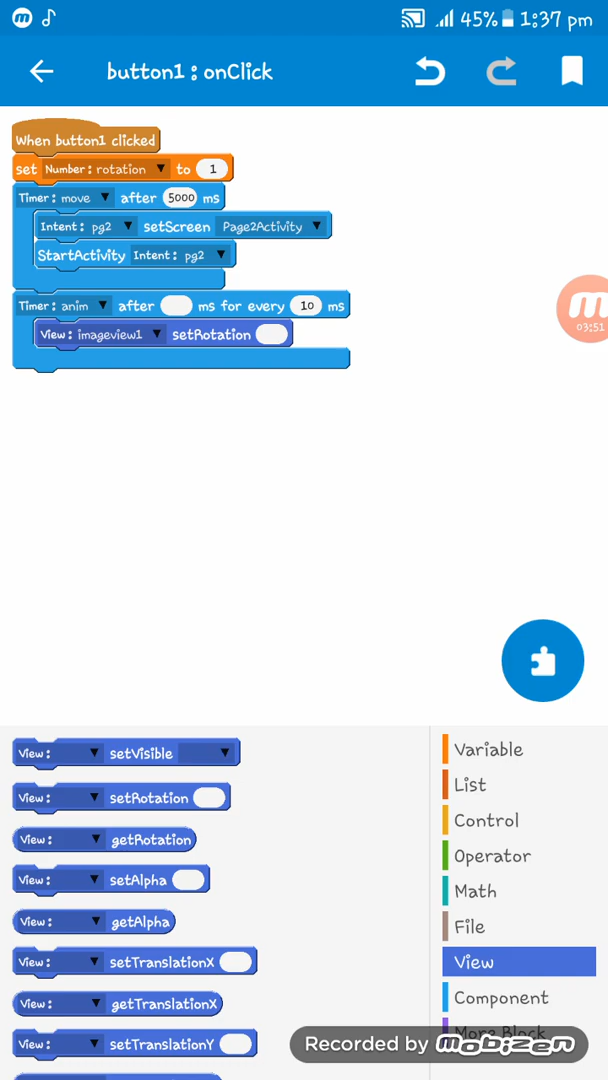 45% 1:37 pm
button1 : onClick
When button1 clicked
set Number : rotation to 1
Timer : move after 5000 ms
Intent : pg2 setScreen Page2Activity
StartActivity Intent : pg2
Timer : anim after ms for every 10 ms
View : imageview1 setRotation
03:51
View : setVisible
View : setRotation
View : getRotation
View : setAlpha
View : getAlpha
View : setTranslationX
View : getTranslationX
View : setTranslationY
Variable
List
Control
Operator
Math
File
View
Component
More Block
Recorded by mobizen